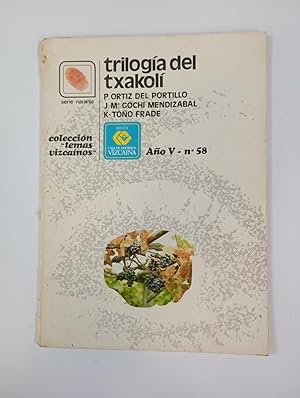 trilogía del
txakolí
P. ORTIZ DEL PORTILLO
J. Mª GOCHI MENDIZABAL
K-TOÑO FRADE
serie naranja
colección
"temas
vizcaínos"
CAJA DE AHORROS
VIZCAINA
Año V - nº 58